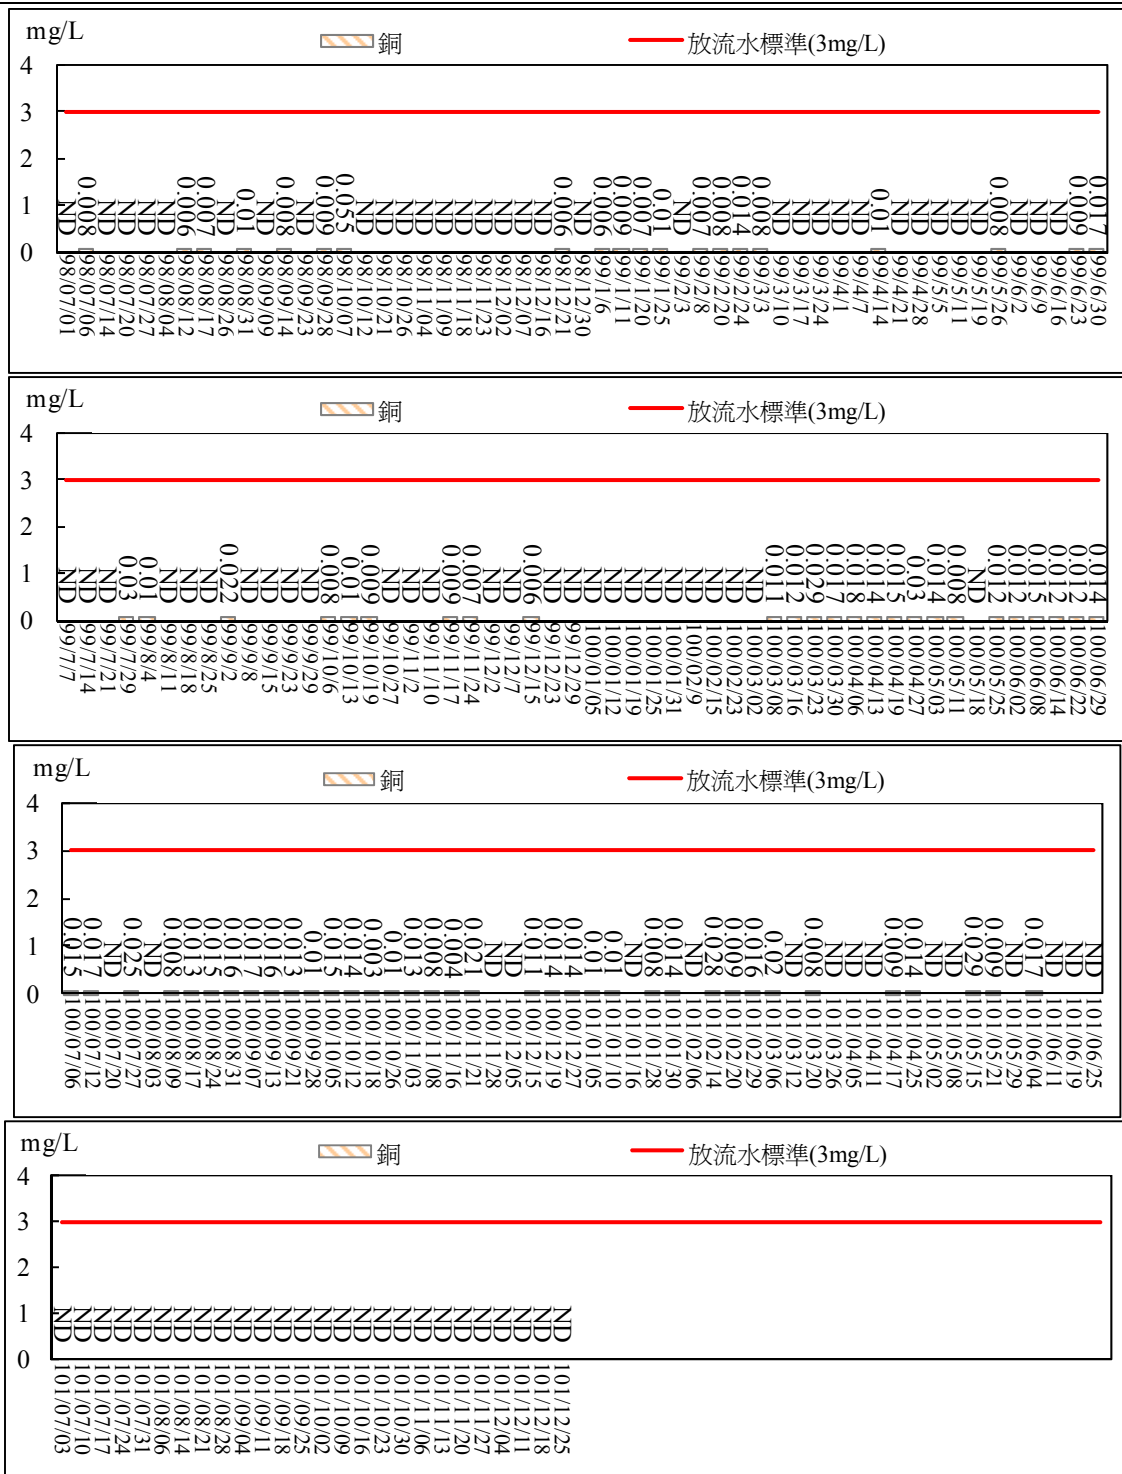 mg/L
銅 放流水標準(3mg/L)
4
3
2
1
0
ND 0.008 ND ND ND ND 0.006 0.007 ND 0.01 ND 0.008 ND 0.009 0.055 ND ND ND ND ND ND ND ND ND ND 0.006 ND 0.006 0.009 0.007 0.01 ND 0.007 0.008 0.014 0.008 ND ND ND ND ND 0.01 ND ND ND ND ND 0.008 ND ND ND 0.009 0.017
98/07/01 98/07/06 98/07/14 98/07/20 98/07/27 98/08/04 98/08/12 98/08/17 98/08/26 98/08/31 98/09/09 98/09/14 98/09/23 98/09/28 98/10/07 98/10/12 98/10/21 98/10/26 98/11/04 98/11/09 98/11/18 98/11/23 98/12/02 98/12/07 98/12/16 98/12/21 98/12/30 99/1/6 99/1/11 99/1/20 99/1/25 99/2/3 99/2/8 99/2/20 99/2/24 99/3/3 99/3/10 99/3/17 99/3/24 99/4/1 99/4/7 99/4/14 99/4/21 99/4/28 99/5/5 99/5/11 99/5/19 99/5/26 99/6/2 99/6/9 99/6/16 99/6/23 99/6/30
mg/L
銅 放流水標準(3mg/L)
4
3
2
1
0
ND ND ND 0.03 0.01 ND ND ND 0.022 ND ND ND ND 0.008 0.01 0.009 ND ND ND 0.009 0.007 ND ND 0.006 ND ND ND ND ND ND ND ND ND ND ND 0.011 0.012 0.029 0.017 0.018 0.014 0.015 0.03 0.014 0.008 ND 0.012 0.012 0.015 0.012 0.012 0.014
99/7/7 99/7/14 99/7/21 99/7/29 99/8/4 99/8/11 99/8/18 99/8/25 99/9/2 99/9/8 99/9/15 99/9/23 99/9/29 99/10/6 99/10/13 99/10/19 99/10/27 99/11/2 99/11/10 99/11/17 99/11/24 99/12/2 99/12/7 99/12/15 99/12/23 99/12/29 100/01/05 100/01/12 100/01/19 100/01/25 100/01/31 100/02/9 100/02/15 100/02/23 100/03/02 100/03/08 100/03/16 100/03/23 100/03/30 100/04/06 100/04/13 100/04/19 100/04/27 100/05/03 100/05/11 100/05/18 100/05/25 100/06/02 100/06/08 100/06/14 100/06/22 100/06/29
mg/L
銅 放流水標準(3mg/L)
4
3
2
1
0
0.015 0.017 ND 0.025 ND 0.008 0.013 0.015 0.016 0.017 0.016 0.013 0.01 0.015 0.014 0.003 0.01 0.013 0.008 0.004 0.021 ND ND 0.011 0.014 0.014 0.01 0.01 ND 0.008 0.014 ND 0.028 0.009 0.016 0.02 ND 0.008 ND ND ND 0.009 0.014 ND ND 0.029 0.009 ND 0.017 ND ND ND
100/07/06 100/07/12 100/07/20 100/07/27 100/08/03 100/08/09 100/08/17 100/08/24 100/08/31 100/09/07 100/09/13 100/09/21 100/09/28 100/10/05 100/10/12 100/10/18 100/10/26 100/11/03 100/11/08 100/11/16 100/11/21 100/11/28 100/12/05 100/12/15 100/12/19 100/12/27 101/01/05 101/01/10 101/01/16 101/01/28 101/01/30 101/02/06 101/02/14 101/02/20 101/02/29 101/03/06 101/03/12 101/03/20 101/03/26 101/04/05 101/04/11 101/04/17 101/04/25 101/05/02 101/05/08 101/05/15 101/05/21 101/05/29 101/06/04 101/06/11 101/06/19 101/06/25
mg/L
銅 放流水標準(3mg/L)
4
3
2
1
0
ND ND ND ND ND ND ND ND ND ND ND ND ND ND ND ND ND ND ND ND ND ND ND ND ND ND
101/07/03 101/07/10 101/07/17 101/07/24 101/07/31 101/08/06 101/08/14 101/08/21 101/08/28 101/09/04 101/09/11 101/09/18 101/09/25 101/10/02 101/10/09 101/10/16 101/10/23 101/10/30 101/11/06 101/11/13 101/11/20 101/11/27 101/12/04 101/12/11 101/12/18 101/12/25